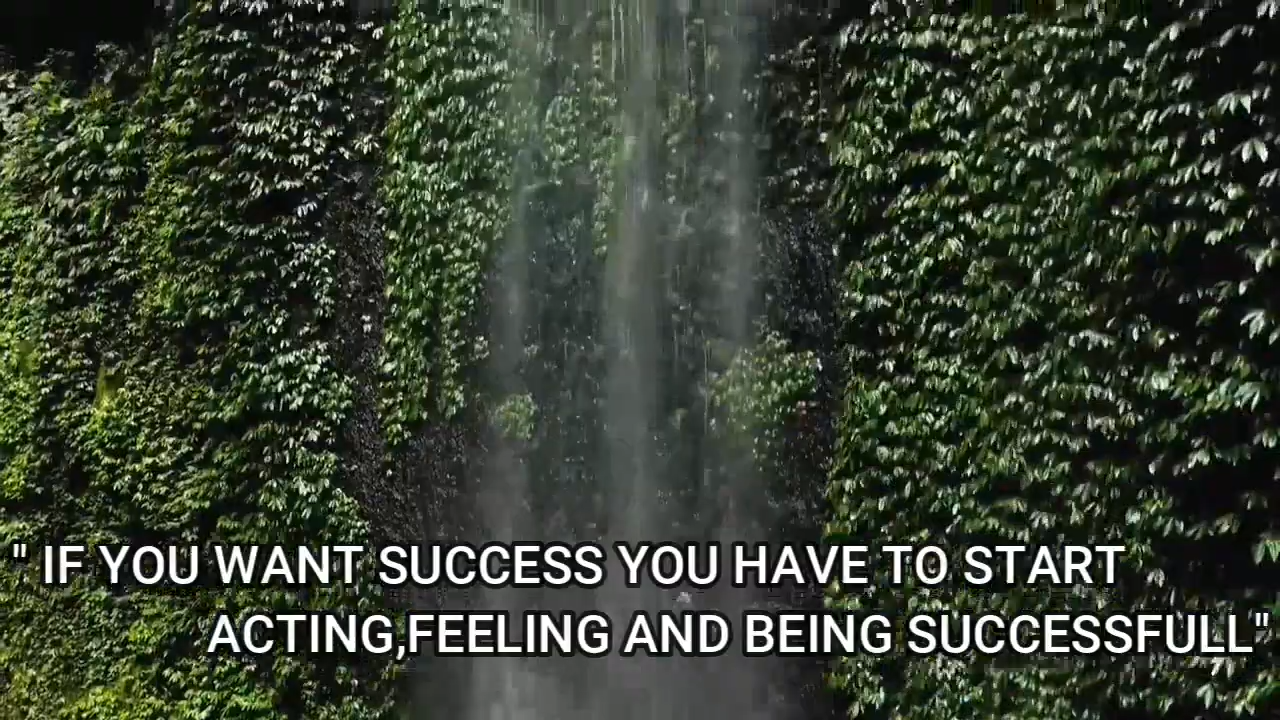 " IF YOU WANT SUCCESS YOU HAVE TO START
ACTING,FEELING AND BEING SUCCESSFULL"